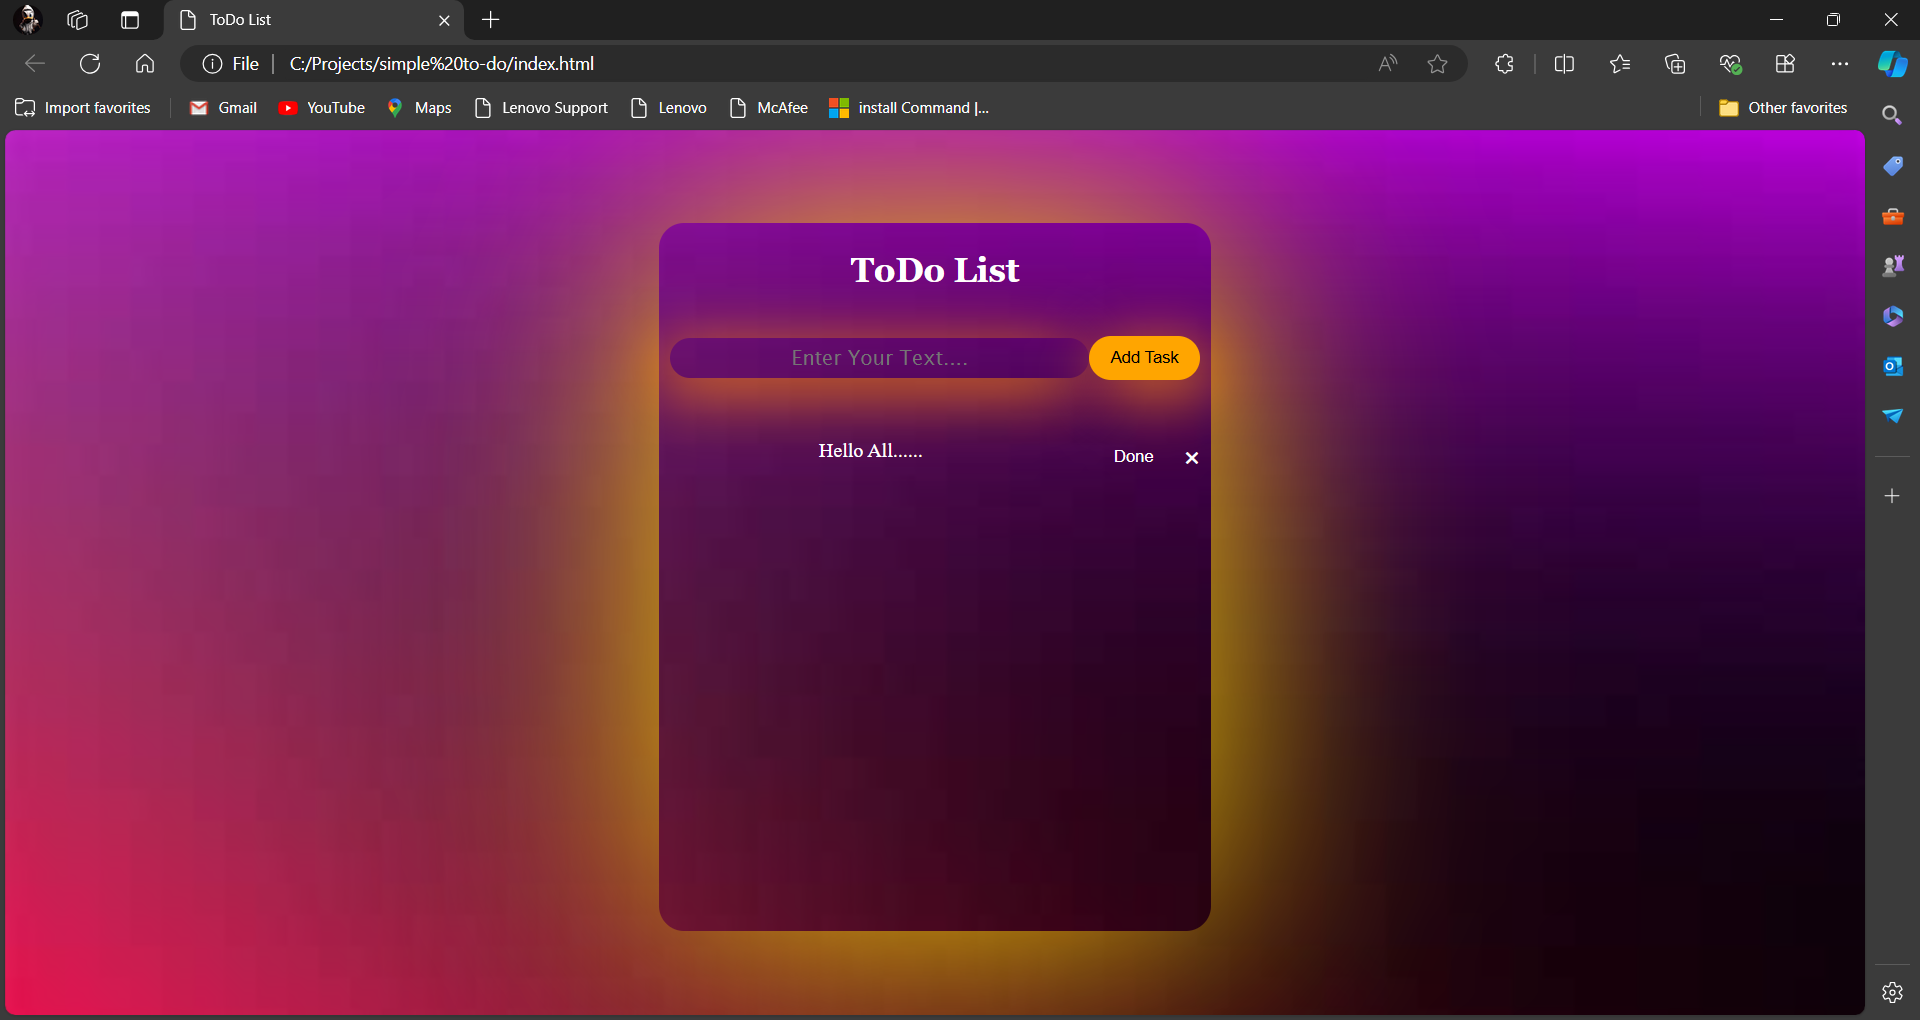 ToDo List
File
C:/Projects/simple%20to-do/index.html
Import favorites
Gmail
YouTube
Maps
Lenovo Support
Lenovo
McAfee
install Command |...
Other favorites
ToDo List
Enter Your Text....
Add Task
Hello All......
Done
×